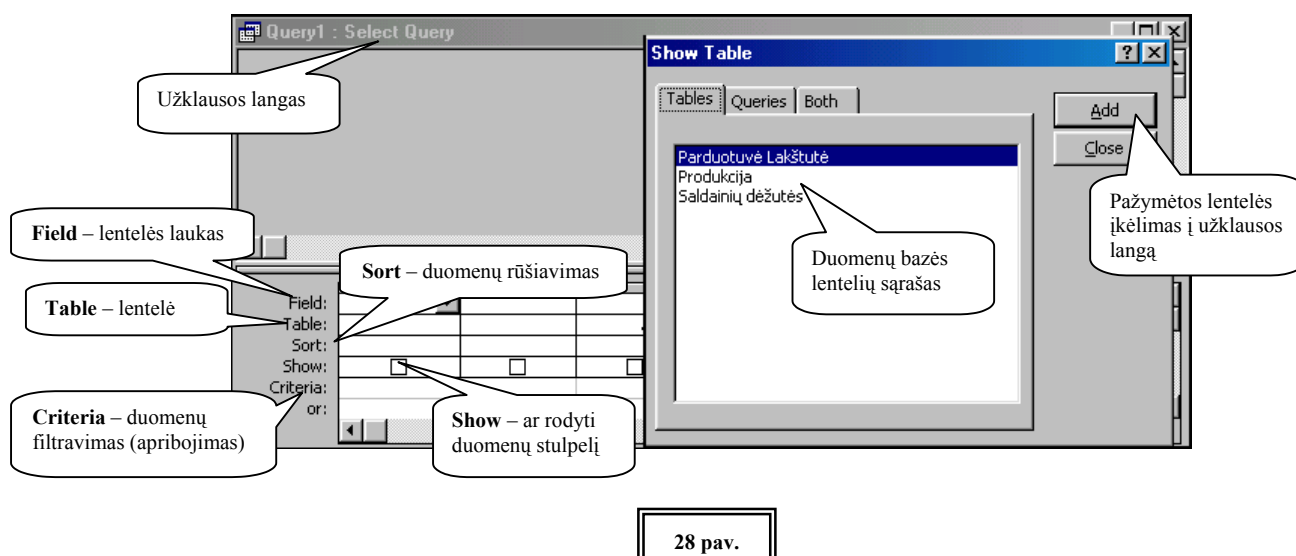 Query1 : Select Query
Show Table
Užklausos langas
Tables Queries Both
Add
Close
Parduotuvė Lakštutė
Produkcija
Saldainių dėžutės
Pažymėtos lentelės
įkėlimas į užklausos
langą
Duomenų bazės
lentelių sąrašas
Field – lentelės laukas
Sort – duomenų rūšiavimas
Table – lentelė
Field:
Table:
Sort:
Show:
Criteria:
or:
Criteria – duomenų
filtravimas (apribojimas)
Show – ar rodyti
duomenų stulpelį
28 pav.